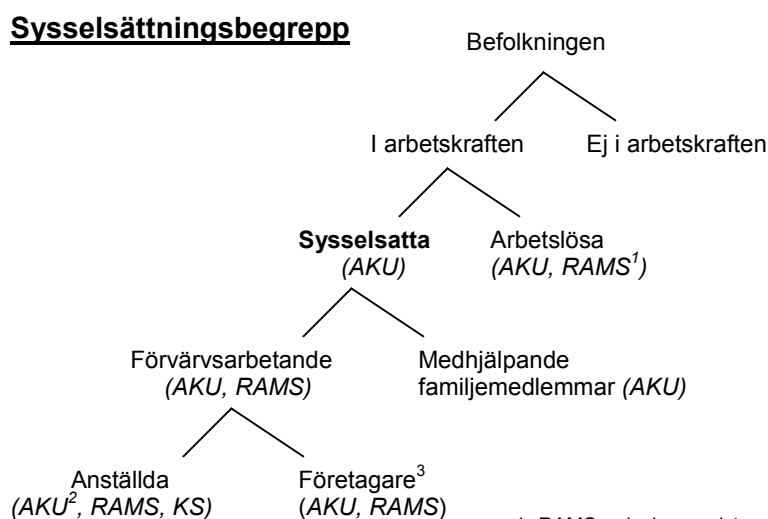 Sysselsättningsbegrepp
Befolkningen
I arbetskraften Ej i arbetskraften
Sysselsatta Arbetslösa
(AKU) (AKU, RAMS¹)
Förvärvsarbetande Medhjälpande
(AKU, RAMS) familjemedlemmar (AKU)
Anställda Företagare³
(AKU², RAMS, KS) (AKU, RAMS)